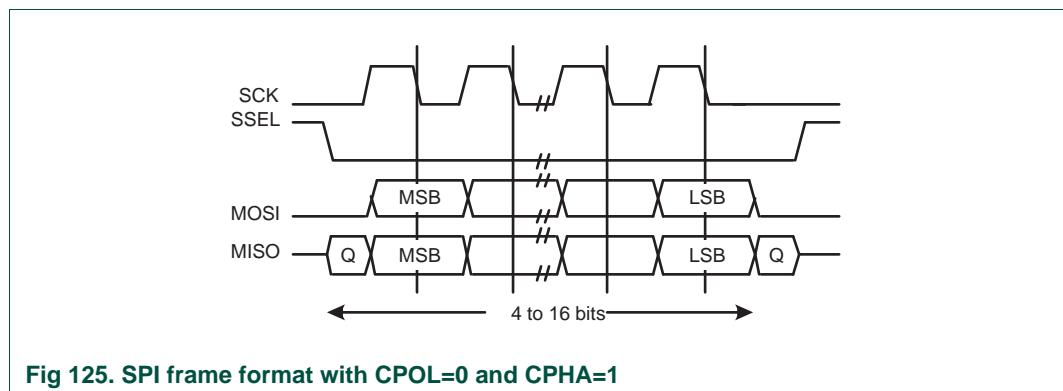 SCK
SSEL
MOSI
MSB
LSB
MISO
Q
MSB
LSB
Q
4 to 16 bits
Fig 125. SPI frame format with CPOL=0 and CPHA=1